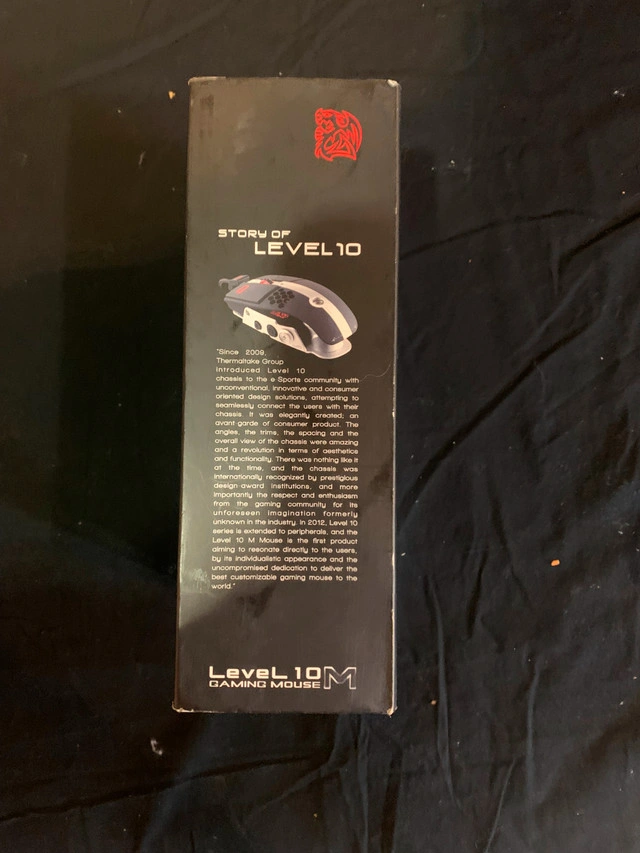 STORY OF
LEVEL 10
"Since 2009,
Thermaltake Group
Introduced Level 10
chassis to the e Sports community with
unconventional, innovative and consumer
oriented design solutions, attempting to
seamlessly connect the users with their
chassis. It was elegantly created; an
avant-garde of consumer product. The
angles, the trims, the spacing and the
overall view of the chassis were amazing
and a revolution in terms of aesthetics
and functionality. There was nothing like it
at the time, and the chassis was
internationally recognized by prestigious
design-award institutions, and more
importantly the respect and enthusiasm
from the gaming community for its
unforeseen imagination formerly
unknown in the industry. In 2012, Level 10
series is extended to peripherals, and the
Level 10 M Mouse is the first product
aiming to resonate directly to the users,
by its individualistic appearance and the
uncompromised dedication to deliver the
best customizable gaming mouse to the
world."
LeveL 10 M
GAMING MOUSE